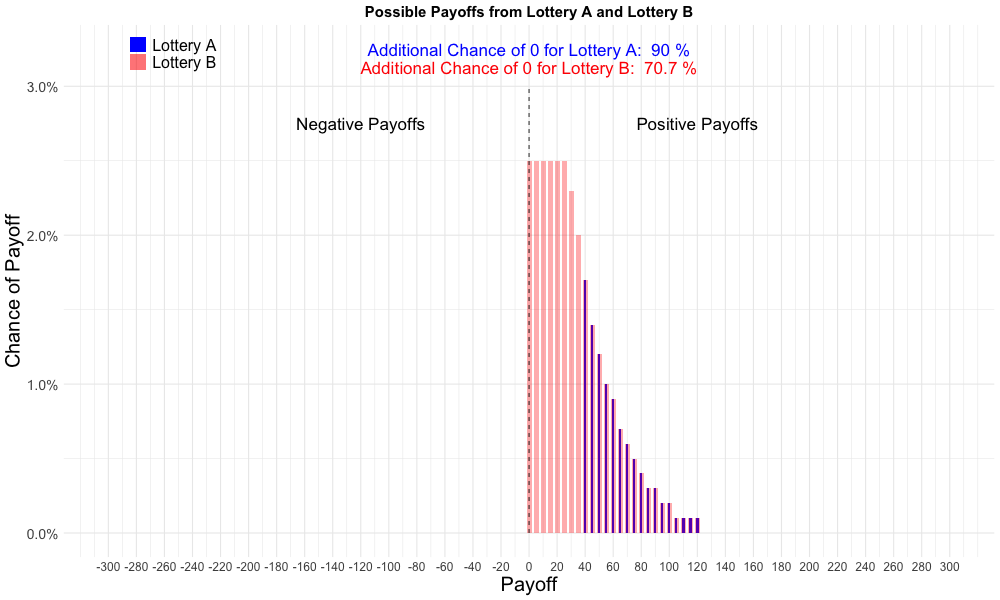 Possible Payoffs from Lottery A and Lottery B
Lottery A
Lottery B
Additional Chance of 0 for Lottery A:  90 %
Additional Chance of 0 for Lottery B:  70.7 %
Negative Payoffs
Positive Payoffs
3.0%
2.0%
1.0%
0.0%
Chance of Payoff
-300 -280 -260 -240 -220 -200 -180 -160 -140 -120 -100 -80 -60 -40 -20 0 20 40 60 80 100 120 140 160 180 200 220 240 260 280 300
Payoff